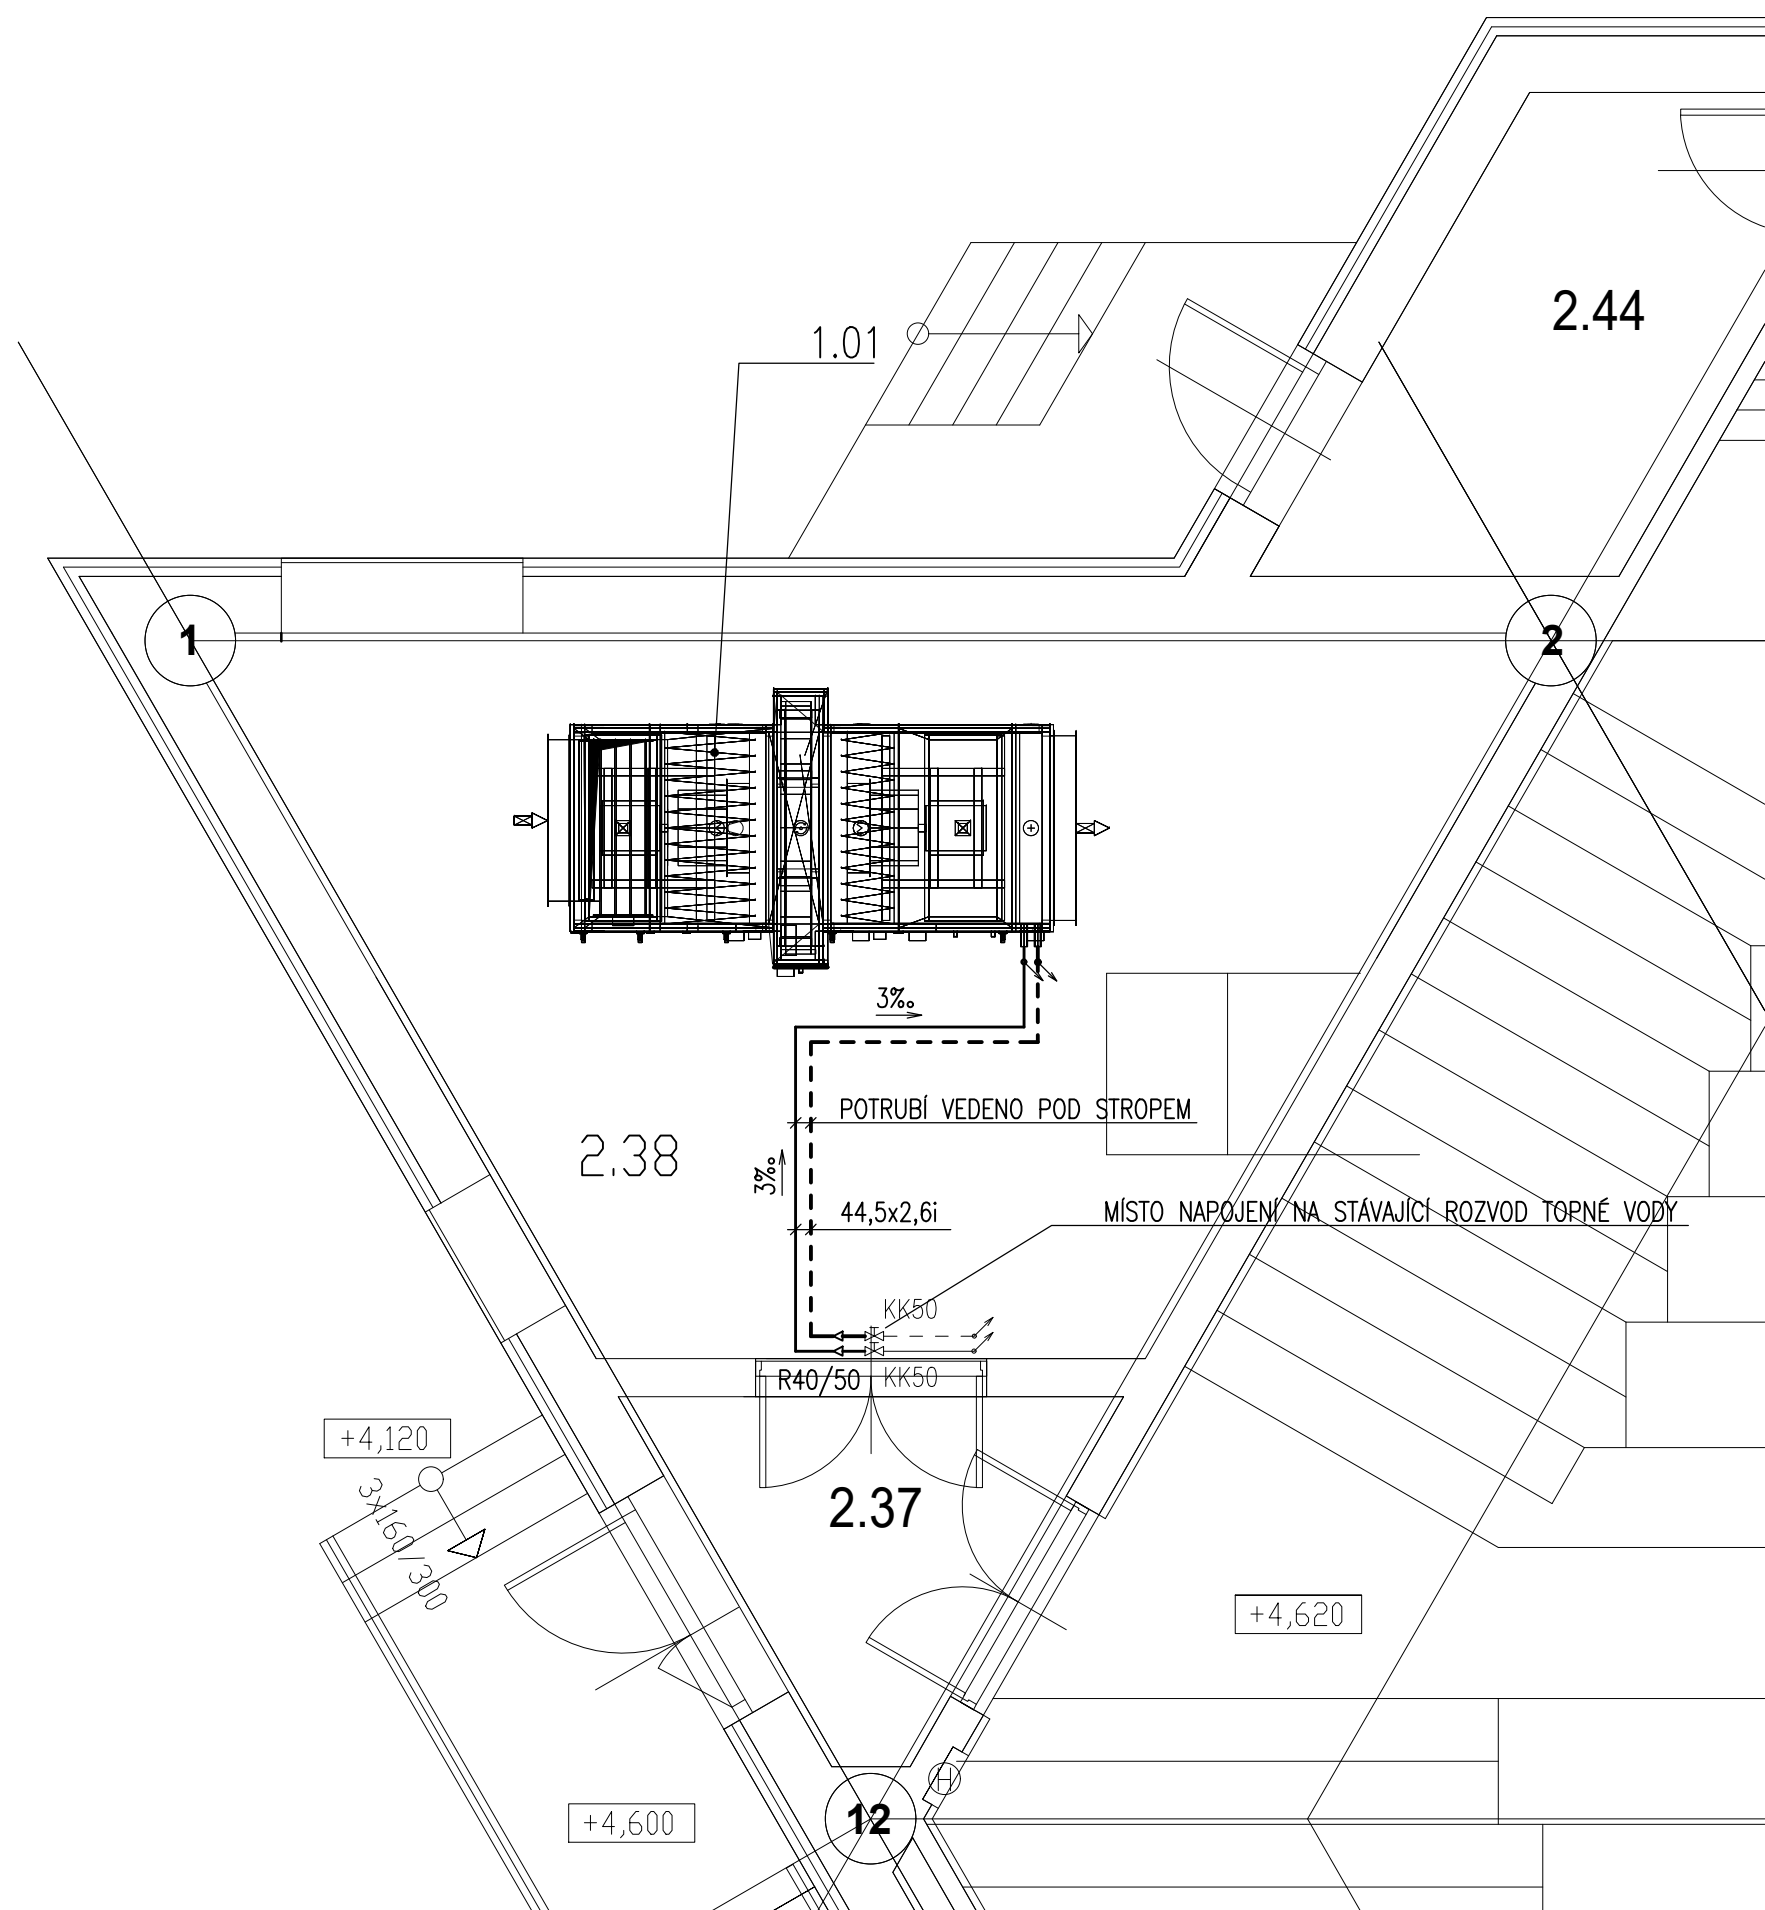 2.44
1.01
1
2
3‰
POTRUBÍ VEDENO POD STROPEM
2.38
3‰
44,5x2,6i
MÍSTO NAPOJENÍ NA STÁVAJÍCÍ ROZVOD TOPNÉ VODY
KK50
R40/50
KK50
+4,120
3x160/300
2.37
+4,620
H
+4,600
12